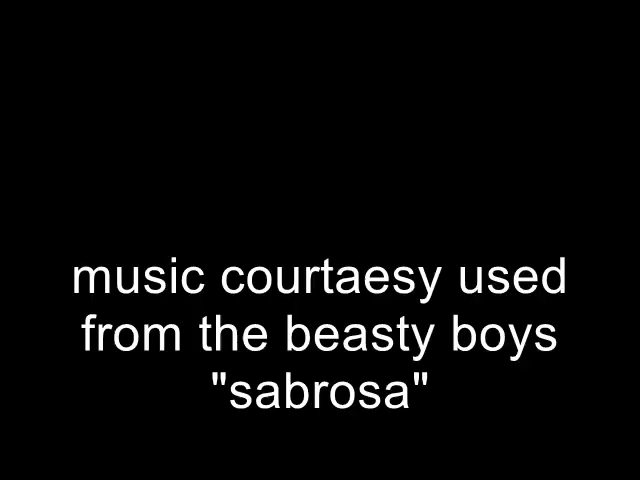 music courtaesy used
from the beasty boys
"sabrosa"